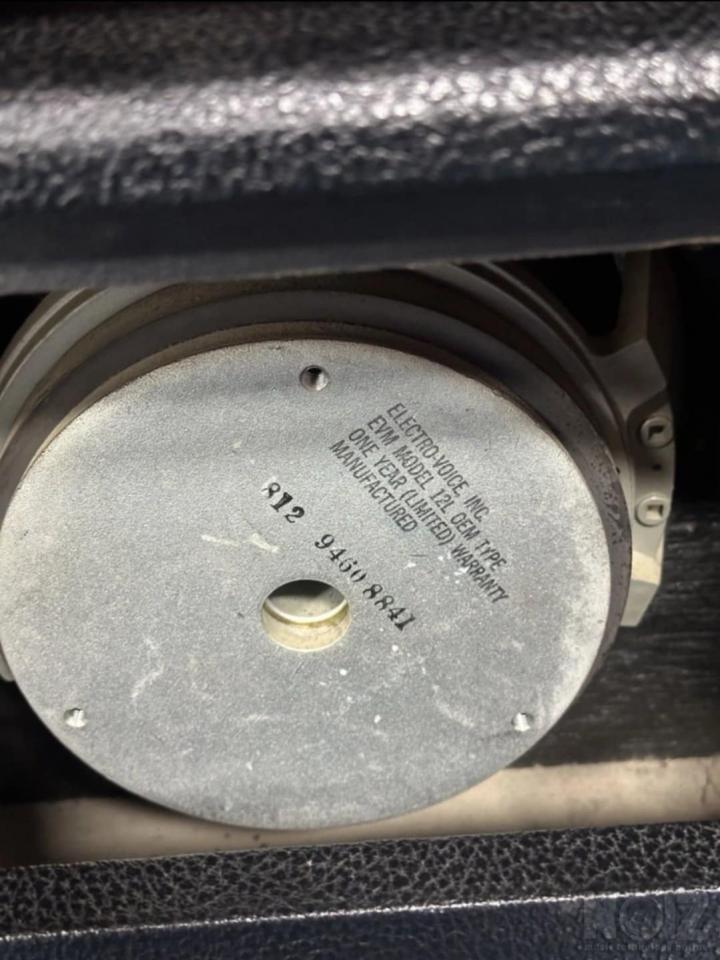 ELECTRO-VOICE, INC.
EVM MODEL 12L OEM TYPE
ONE YEAR (LIMITED) WARRANTY
MANUFACTURED
812 9460 8841